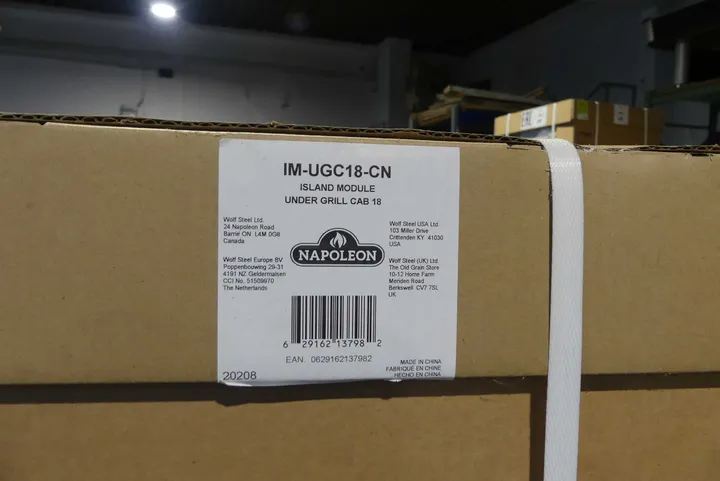 IM-UGC18-CN
ISLAND MODULE
UNDER GRILL CAB 18
Wolf Steel Ltd.
24 Napoleon Road
Barrie ON L4M 0G8
Canada
Wolf Steel USA Ltd.
103 Miller Drive
Crittenden KY 41030
USA
NAPOLEON
Wolf Steel Europe BV
Poppenbouwing 29-31
4191 NZ Geldermalsen
CCI No. 51509970
The Netherlands
Wolf Steel (UK) Ltd.
The Old Grain Store
10-12 Home Farm
Meriden Road
Berkswell CV7 7SL
UK
6 29162 13798 2
EAN. 0629162137982
20208
MADE IN CHINA
FABRIQUÉ EN CHINE
HECHO EN CHINA